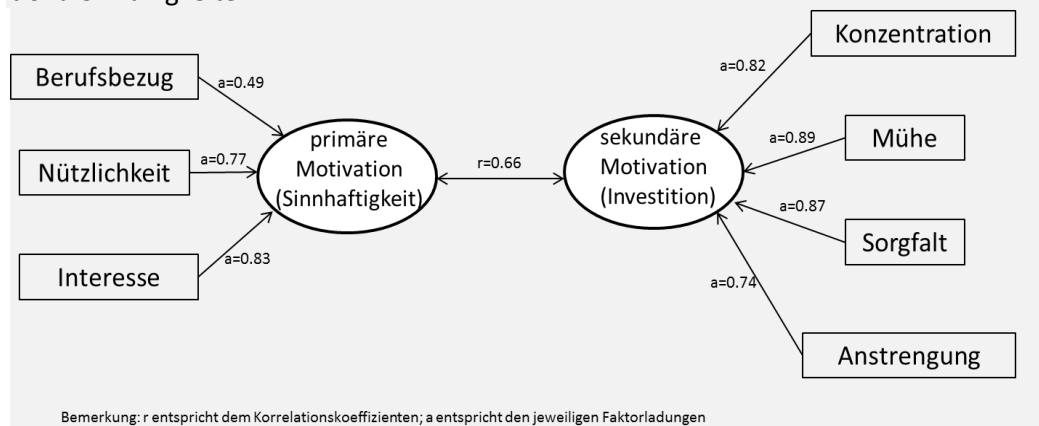 Berufsbezug
a=0.49
Nützlichkeit
a=0.77
Interesse
a=0.83
primäre
Motivation
(Sinnhaftigkeit)
r=0.66
sekundäre
Motivation
(Investition)
Konzentration
a=0.82
Mühe
a=0.89
Sorgfalt
a=0.87
Anstrengung
a=0.74
Bemerkung: r entspricht dem Korrelationskoeffizienten; a entspricht den jeweiligen Faktorladungen